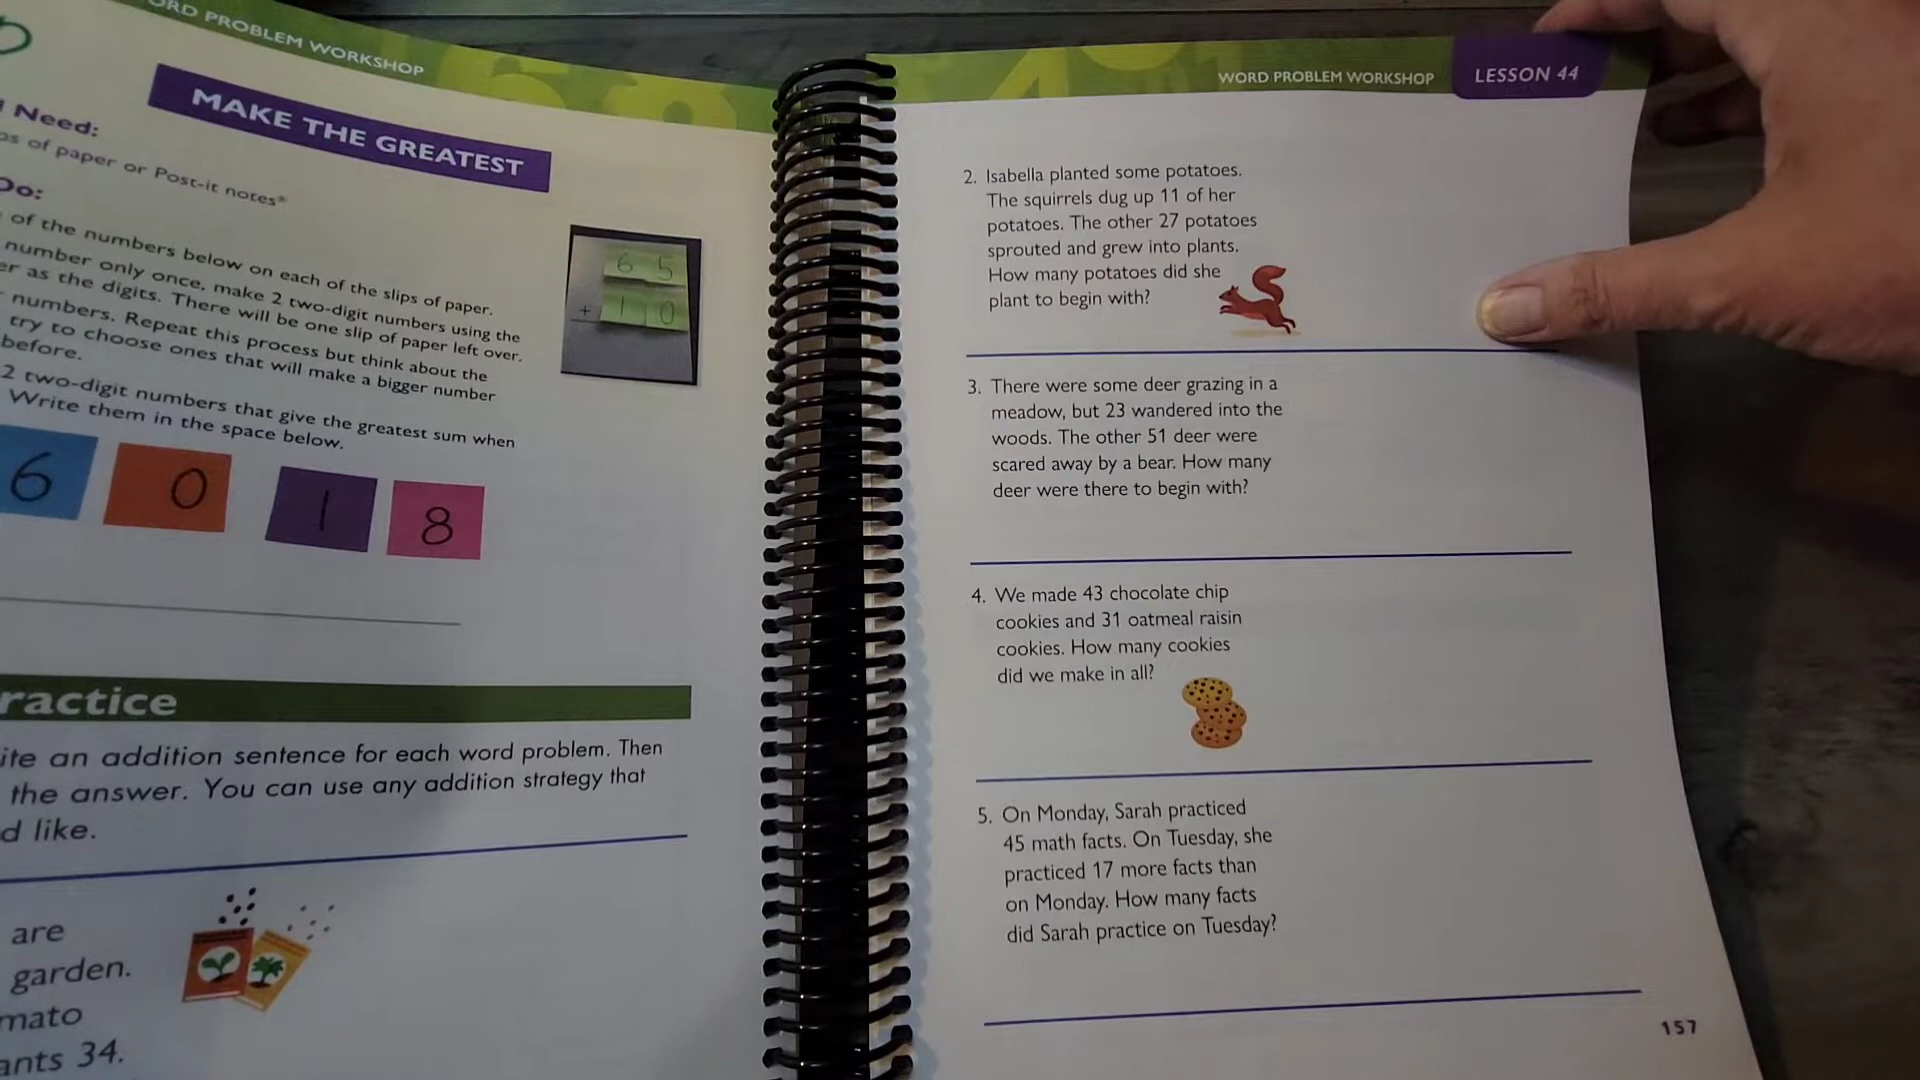 WORD PROBLEM WORKSHOP
MAKE THE GREATEST
Need:
of paper or Post-it notes®
Do:
of the numbers below on each of the slips of paper.
number only once, make 2 two-digit numbers using the
as the digits. There will be one slip of paper left over.
numbers. Repeat this process but think about the
try to choose ones that will make a bigger number
before.
2 two-digit numbers that give the greatest sum when
Write them in the space below.
6 5
+ 1 0
6 0 1 8
ractice
ite an addition sentence for each word problem. Then
the answer. You can use any addition strategy that
d like.
are
garden.
mato
ants 34.
WORD PROBLEM WORKSHOP LESSON 44
2. Isabella planted some potatoes.
The squirrels dug up 11 of her
potatoes. The other 27 potatoes
sprouted and grew into plants.
How many potatoes did she
plant to begin with?
3. There were some deer grazing in a
meadow, but 23 wandered into the
woods. The other 51 deer were
scared away by a bear. How many
deer were there to begin with?
4. We made 43 chocolate chip
cookies and 31 oatmeal raisin
cookies. How many cookies
did we make in all?
5. On Monday, Sarah practiced
45 math facts. On Tuesday, she
practiced 17 more facts than
on Monday. How many facts
did Sarah practice on Tuesday?
157